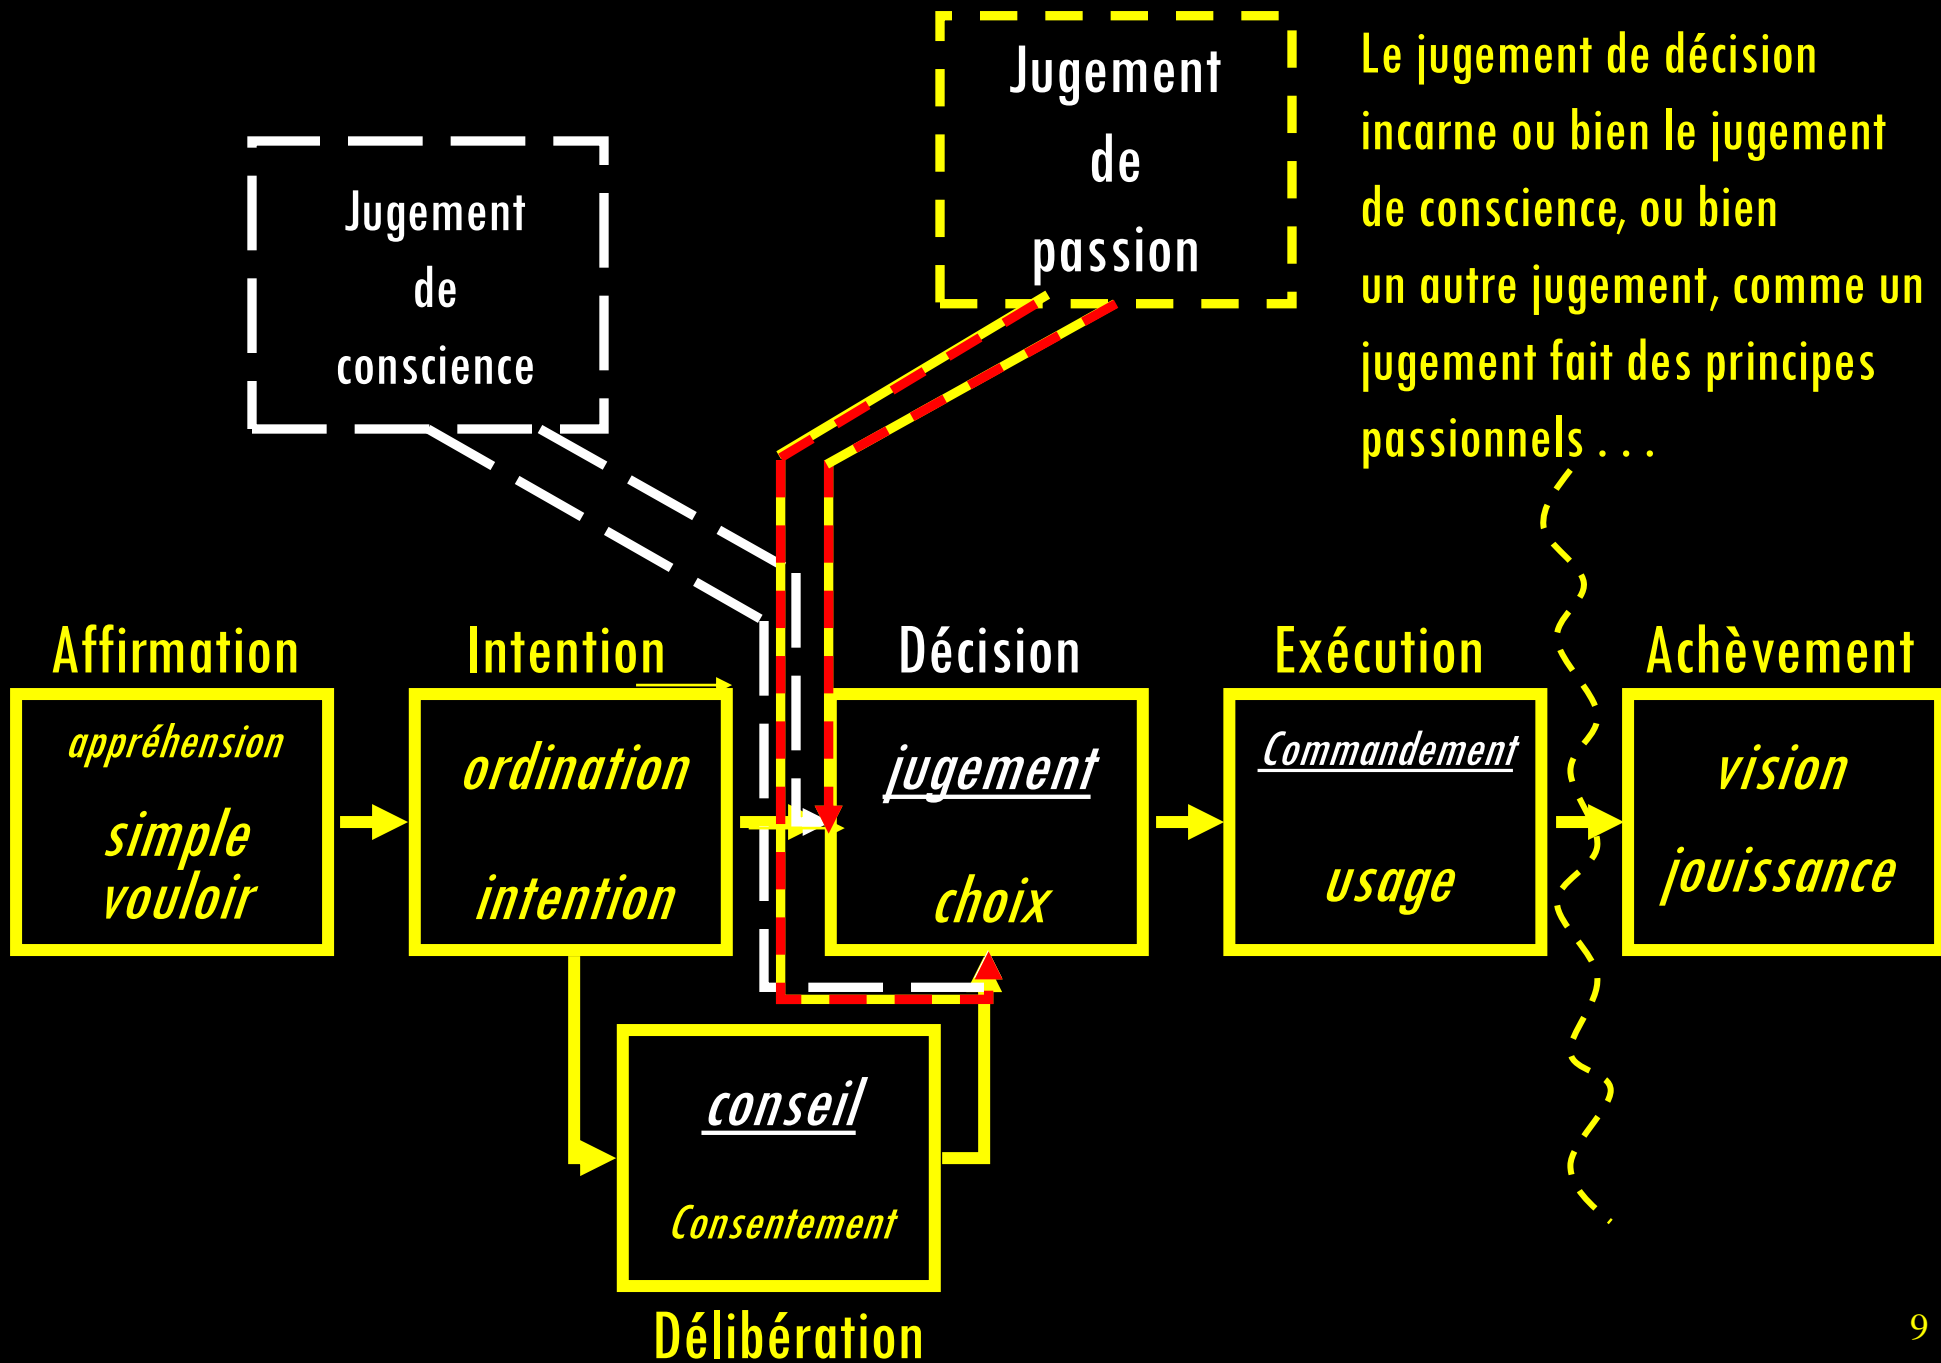 Jugement
de
conscience
Jugement
de
passion
Le jugement de décision
incarne ou bien le jugement
de conscience, ou bien
un autre jugement, comme un
jugement fait des principes
passionnels . . .
Affirmation
appréhension
simple
vouloir
Intention
ordination
intention
Décision
jugement
choix
Exécution
Commandement
usage
Achèvement
vision
jouissance
conseil
Consentement
Délibération
9